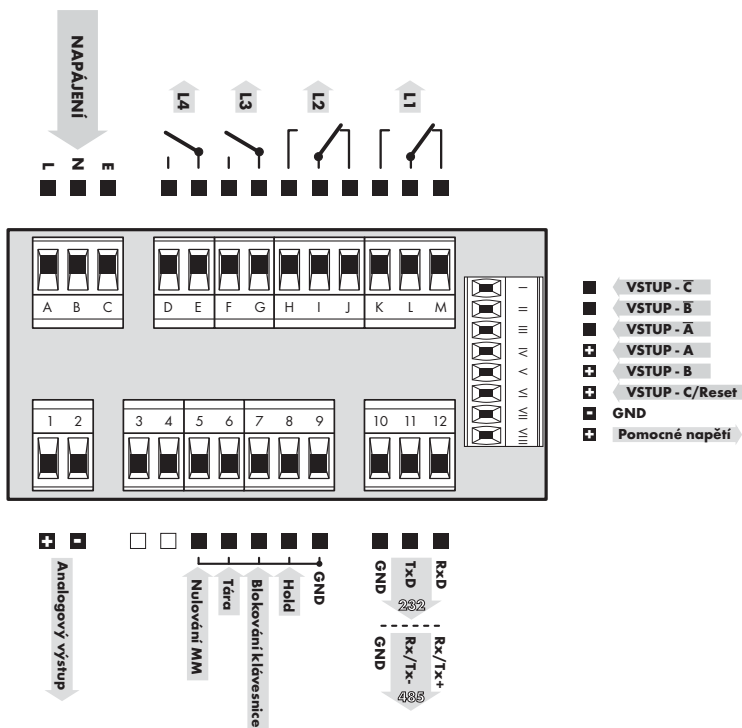 NAPÁJENÍ
L4
L3
L2
L1
L
N
E
A B C
D E F G H I J K L M
I
II
III
IV
V
VI
VII
VIII
VSTUP - C̅
VSTUP - B̅
VSTUP - A̅
VSTUP - A
VSTUP - B
VSTUP - C/Reset
GND
Pomocné napětí
1 2
3 4 5 6 7 8 9
10 11 12
+
-
Analogový výstup
Nulování MM
Tára
Blokování klávesnice
Hold
GND
GND
TxD
RxD
232
GND
Rx/Tx-
Rx/Tx+
485